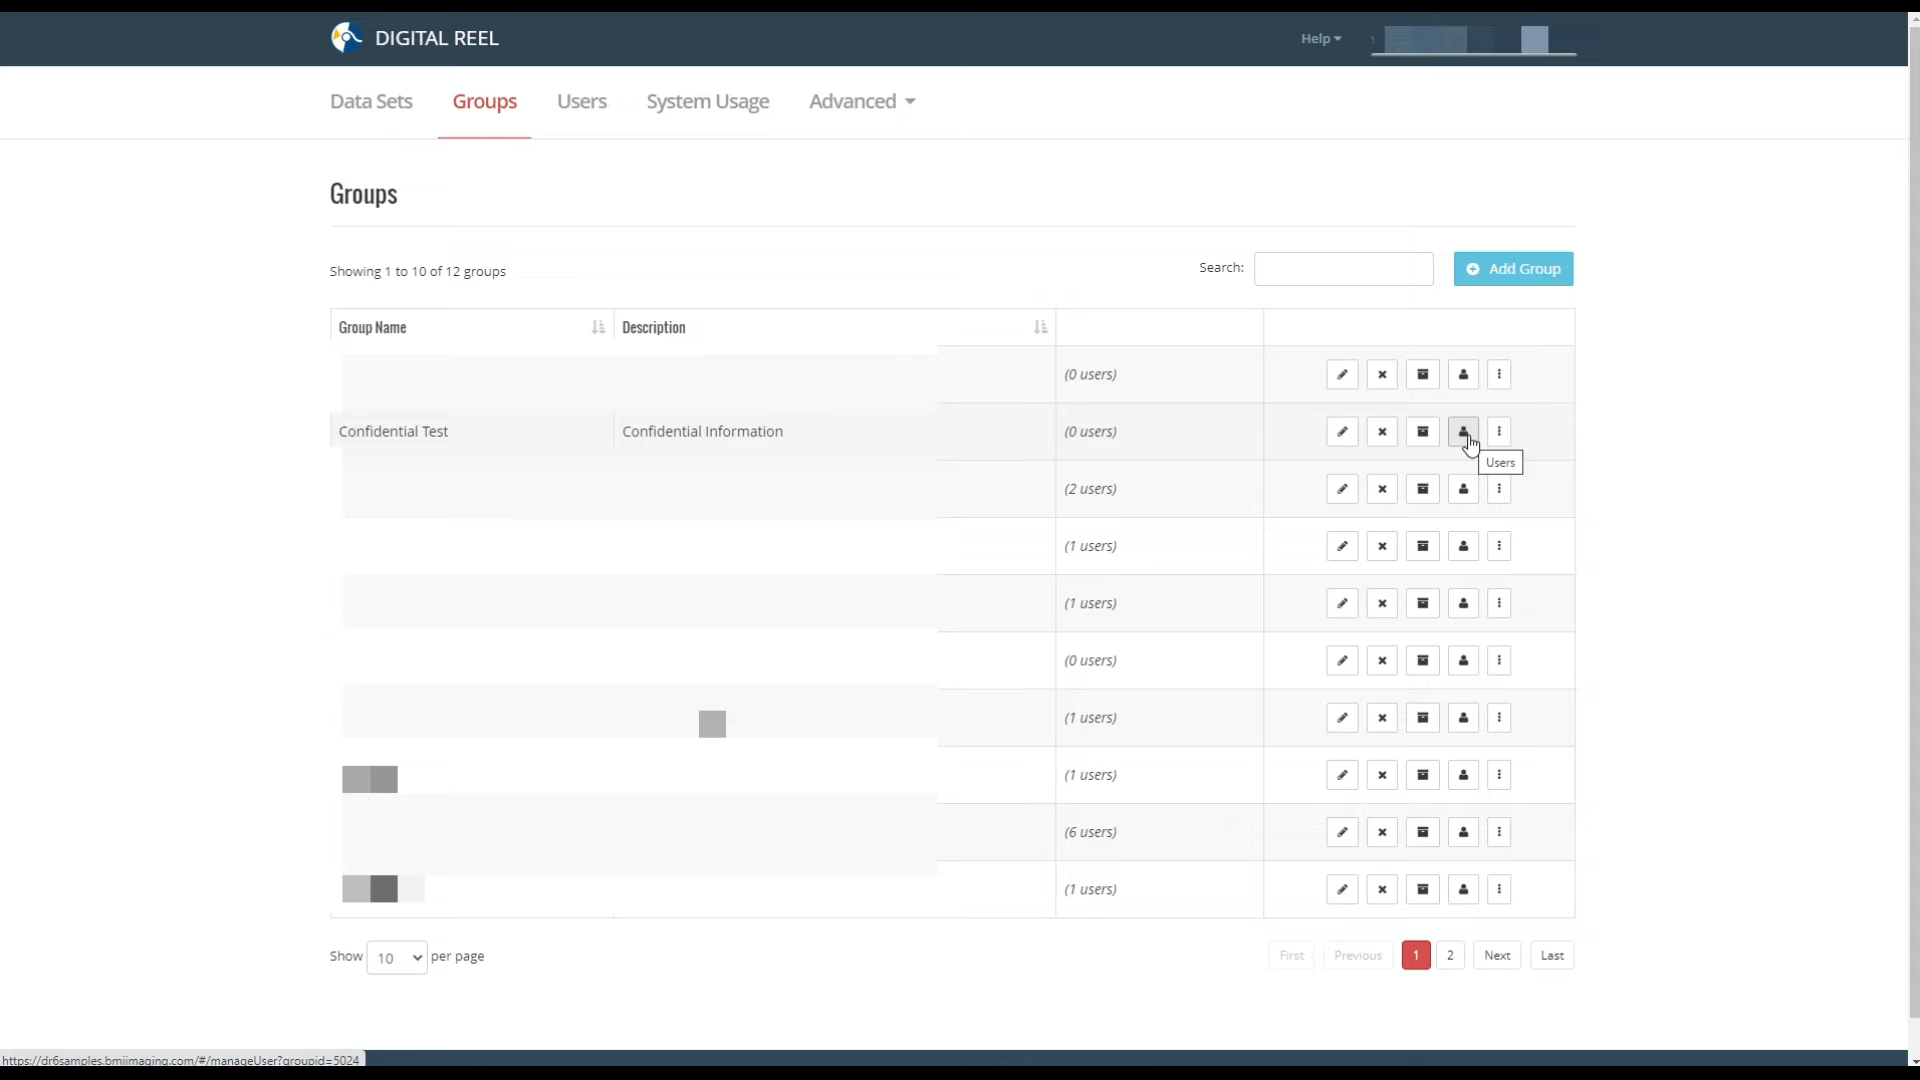 DIGITAL REEL
Help
Data Sets Groups Users System Usage Advanced
Groups
Showing 1 to 10 of 12 groups
Search:
Add Group
Group Name Description
(0 users)
Confidential Test Confidential Information (0 users)
Users
(2 users)
(1 users)
(1 users)
(0 users)
(1 users)
(1 users)
(6 users)
(1 users)
Show 10 per page
First Previous 1 2 Next Last
https://dr6samples.bmiimaging.com/#/manageUser?groupid=5024